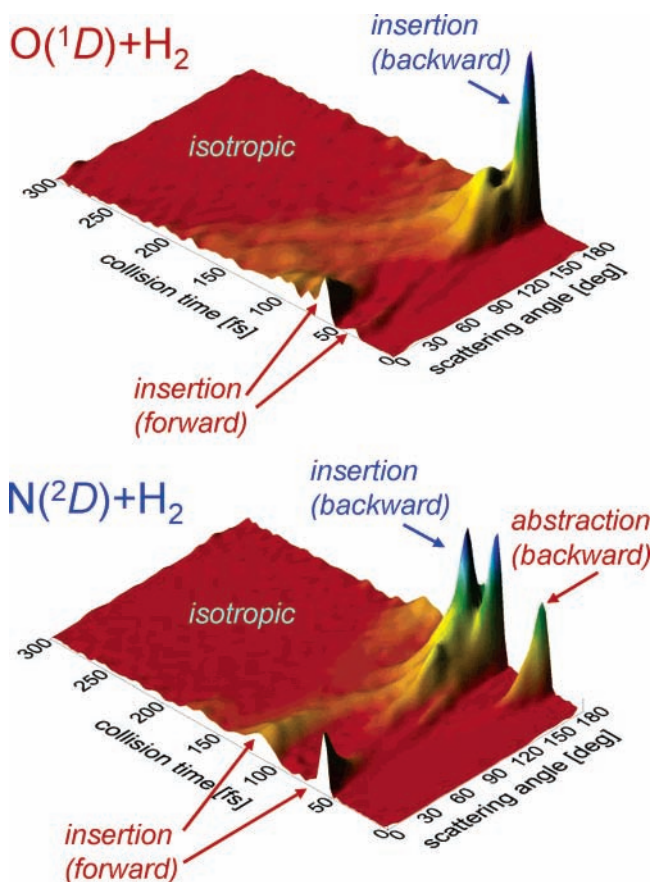 O(¹D)+H₂
insertion
(backward)
isotropic
300
250
200
150
100
50
0
collision time [fs]
0
30
60
90
120
150
180
scattering angle [deg]
insertion
(forward)
N(²D)+H₂
insertion
(backward)
abstraction
(backward)
isotropic
300
250
200
150
100
50
0
collision time [fs]
0
30
60
90
120
150
180
scattering angle [deg]
insertion
(forward)